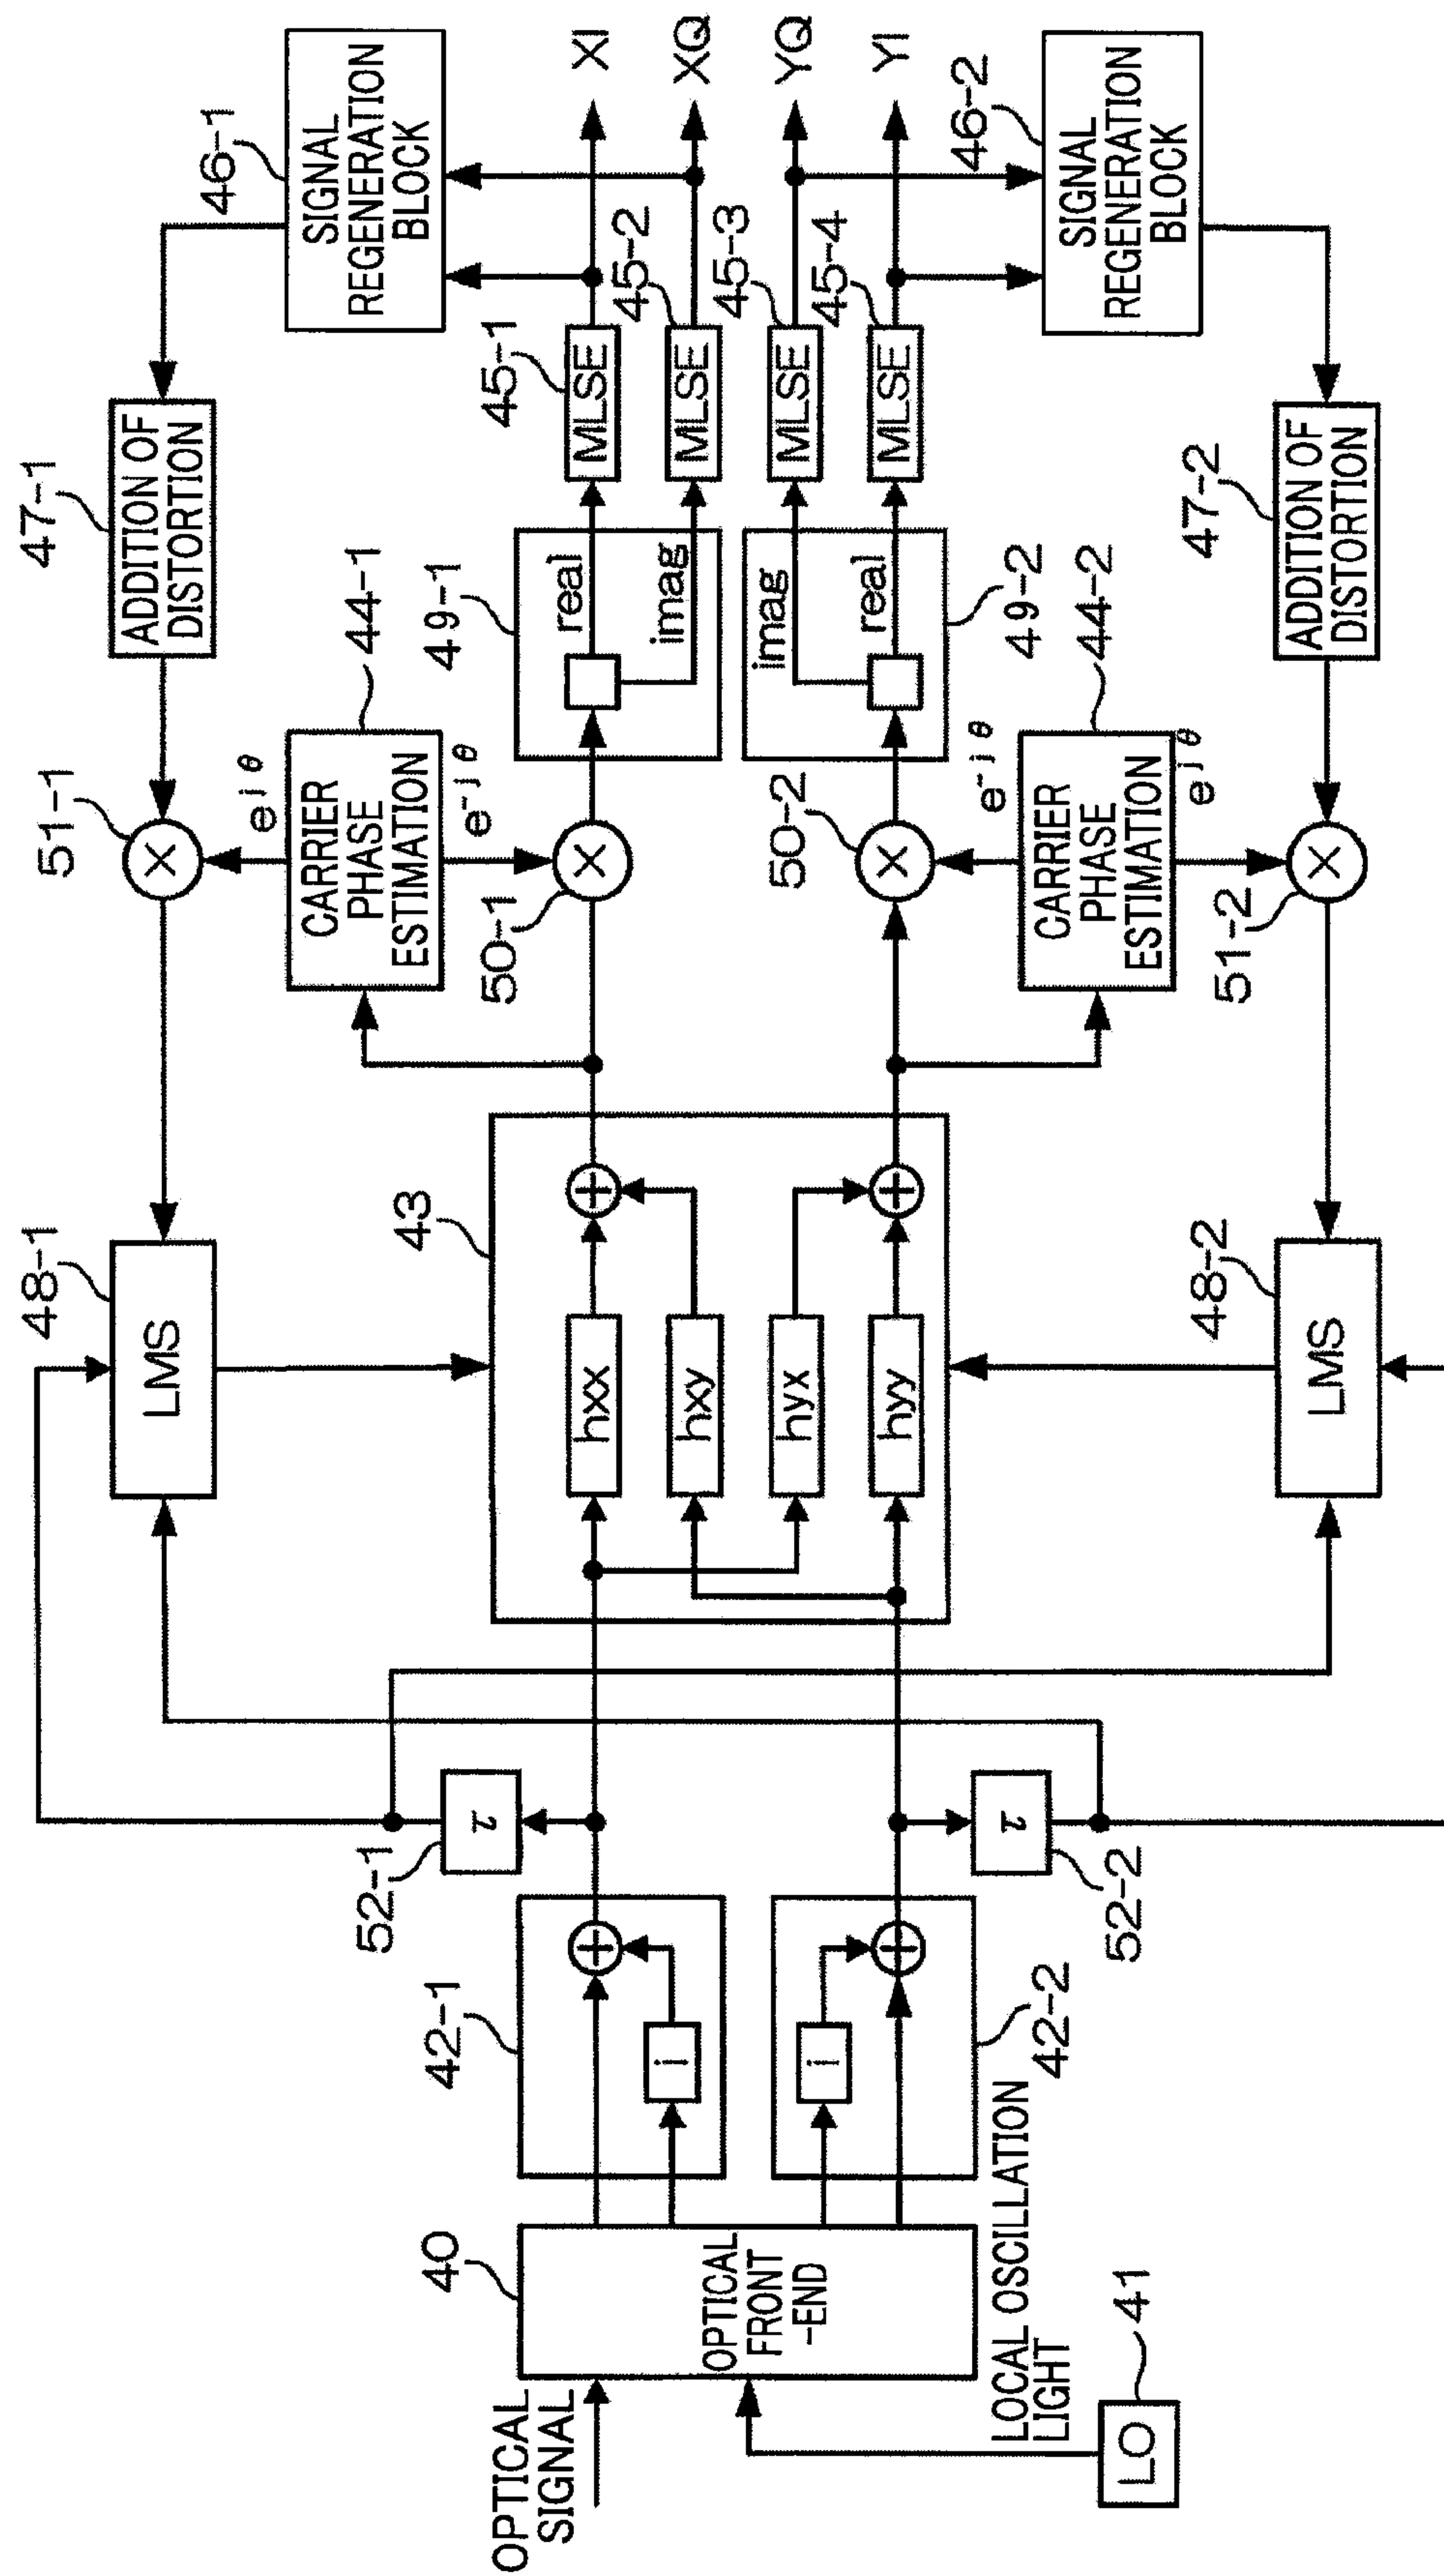 OPTICAL
SIGNAL
40
OPTICAL
FRONT
-END
LOCAL OSCILLATION
LIGHT
LO
41
42-1
i
42-2
i
52-1
τ
52-2
τ
43
hxx
hxy
hyx
hyy
48-1
LMS
48-2
LMS
44-1
CARRIER
PHASE
ESTIMATION
e^jθ
e^-jθ
44-2
CARRIER
PHASE
ESTIMATION
e^-jθ
e^jθ
50-1
50-2
51-1
51-2
49-1
real
imag
49-2
imag
real
47-1
ADDITION OF
DISTORTION
47-2
ADDITION OF
DISTORTION
45-1
MLSE
45-2
MLSE
45-3
MLSE
45-4
MLSE
46-1
SIGNAL
REGENERATION
BLOCK
46-2
SIGNAL
REGENERATION
BLOCK
XI
XQ
YQ
YI